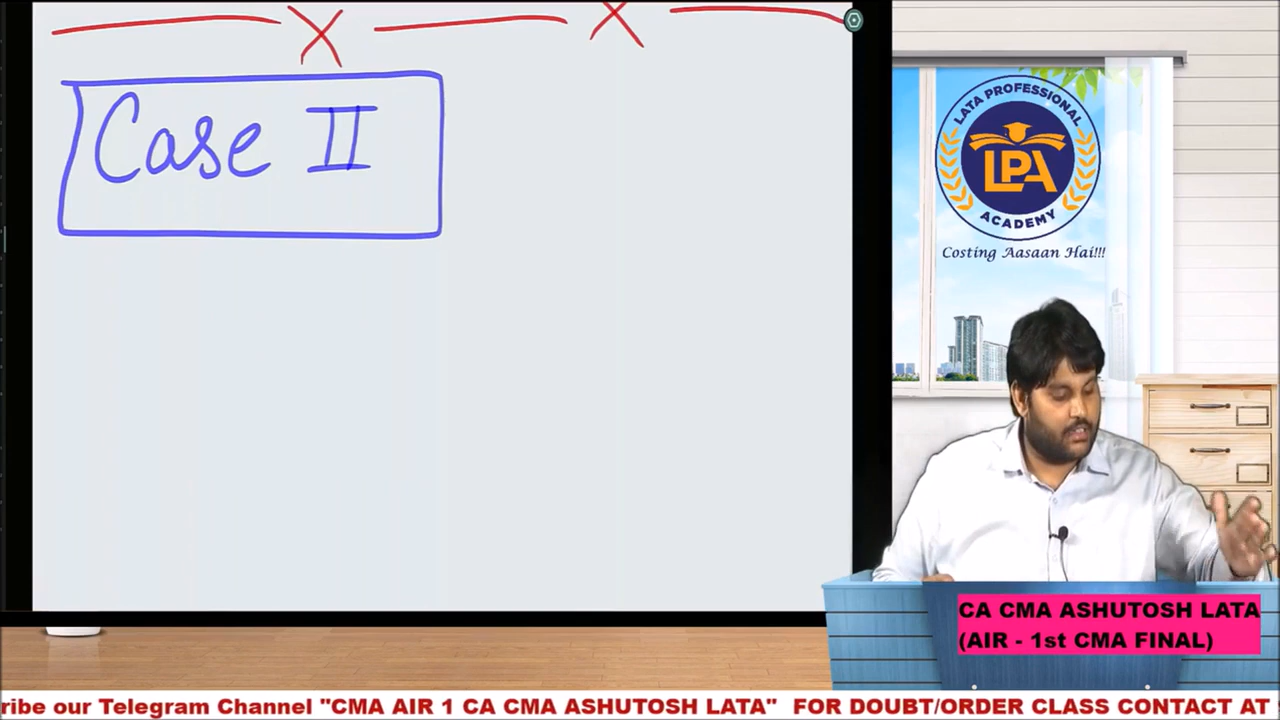 Case II
LATA PROFESSIONAL
LPA
ACADEMY
Costing Aasaan Hai!!!
CA CMA ASHUTOSH LATA
(AIR - 1st CMA FINAL)
ribe our Telegram Channel "CMA AIR 1 CA CMA ASHUTOSH LATA" FOR DOUBT/ORDER CLASS CONTACT AT